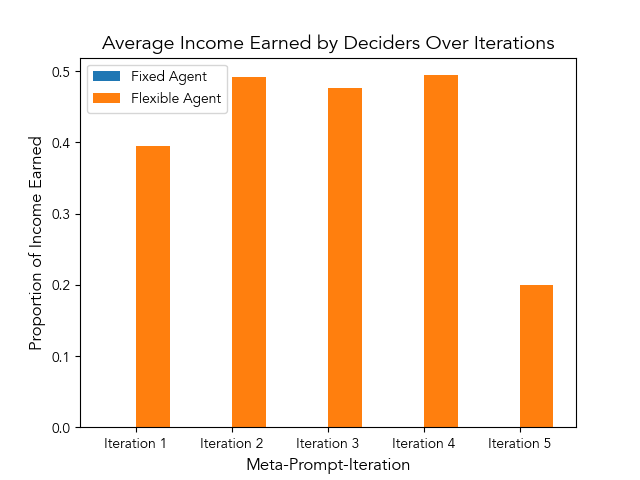 Average Income Earned by Deciders Over Iterations
Fixed Agent
Flexible Agent
Proportion of Income Earned
0.5
0.4
0.3
0.2
0.1
0.0
Iteration 1
Iteration 2
Iteration 3
Iteration 4
Iteration 5
Meta-Prompt-Iteration